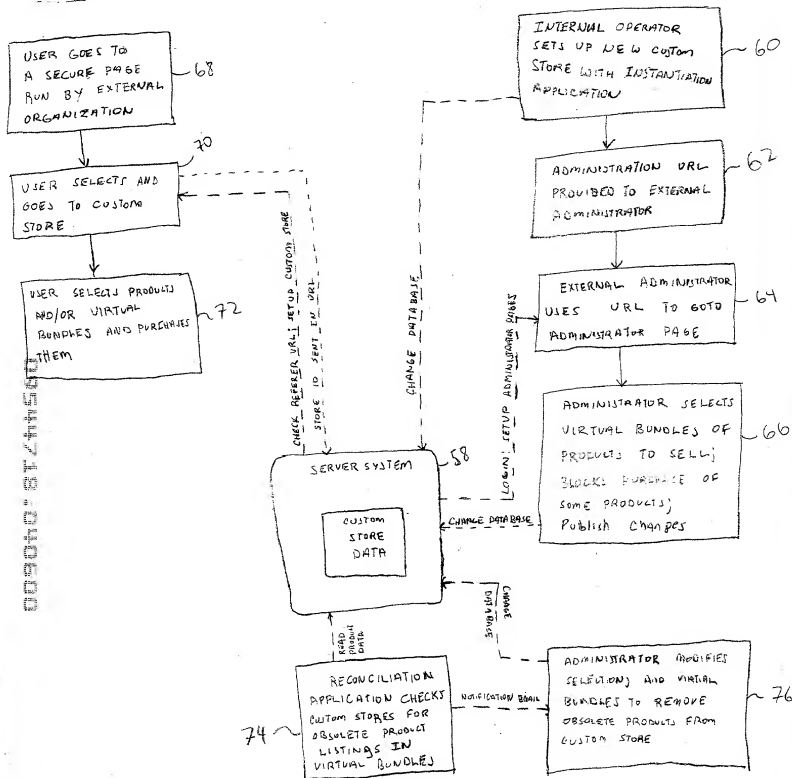 USER GOES TO
A SECURE PAGE
RUN BY EXTERNAL
ORGANIZATION
68
70
USER SELECTS AND
GOES TO CUSTOM
STORE
USER SELECTS PRODUCTS
AND/OR VIRTUAL
BUNDLES AND PURCHASES
THEM
72
CHECK REFERER URL; SETUP CUSTOM STORE
STORE ID SENT IN URL
CHANGE DATABASE
LOGIN; SETUP ADMINISTRATOR PAGES
INTERNAL OPERATOR
SETS UP NEW CUSTOM
STORE WITH INSTANTIATION
APPLICATION
60
ADMINISTRATION URL
PROVIDED TO EXTERNAL
ADMINISTRATOR
62
EXTERNAL ADMINISTRATOR
USES URL TO GOTO
ADMINISTRATOR PAGE
64
ADMINISTRATOR SELECTS
VIRTUAL BUNDLES OF
PRODUCTS TO SELL;
BLOCKS PURCHASE OF
SOME PRODUCTS;
Publish Changes
66
58
SERVER SYSTEM
CUSTOM
STORE
DATA
CHANGE DATABASE
CHANGE
DATABASE
READ
PRODUCT
DATA
RECONCILIATION
APPLICATION CHECKS
CUSTOM STORES FOR
OBSOLETE PRODUCT
LISTINGS IN
VIRTUAL BUNDLES
74
NOTIFICATION EMAIL
ADMINISTRATOR MODIFIES
SELECTIONS AND VIRTUAL
BUNDLES TO REMOVE
OBSOLETE PRODUCTS FROM
CUSTOM STORE
76